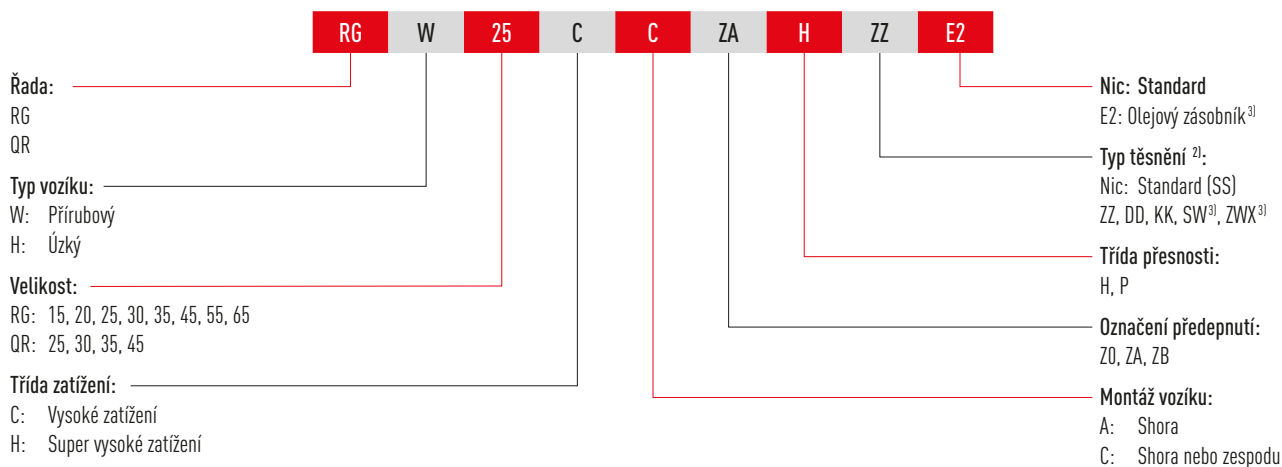 RG W 25 C C ZA H ZZ E2
Řada:
RG
QR
Typ vozíku:
W: Přírubový
H: Úzký
Velikost:
RG: 15, 20, 25, 30, 35, 45, 55, 65
QR: 25, 30, 35, 45
Třída zatížení:
C: Vysoké zatížení
H: Super vysoké zatížení
Nic: Standard
E2: Olejový zásobník 3)
Typ těsnění 2):
Nic: Standard (SS)
ZZ, DD, KK, SW3), ZWX3)
Třída přesnosti:
H, P
Označení předepnutí:
Z0, ZA, ZB
Montáž vozíku:
A: Shora
C: Shora nebo zespodu